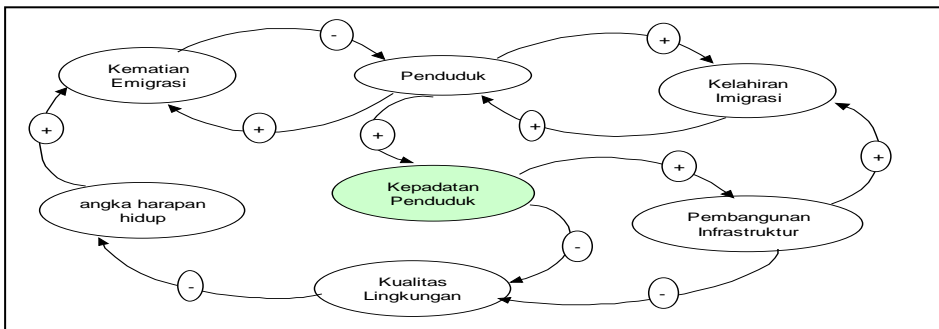 -
+
Kematian
Emigrasi
Penduduk
Kelahiran
Imigrasi
+
+
+
+
+
+
Kepadatan
Penduduk
angka harapan
hidup
Pembangunan
Infrastruktur
-
Kualitas
Lingkungan
-
-